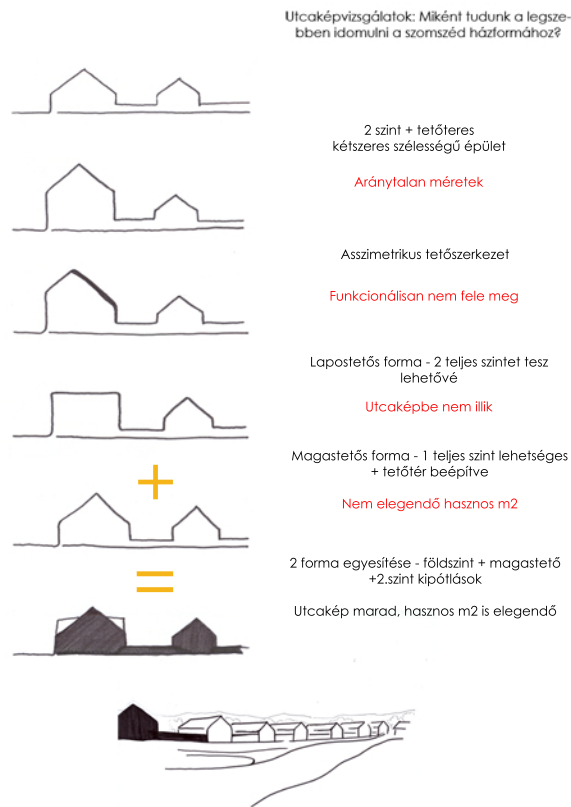 Utcaképvizsgálatok: Miként tudunk a legsze-
bben idomulni a szomszéd házformához?
2 szint + tetőteres
kétszeres szélességű épület
Aránytalan méretek
Asszimetrikus tetőszerkezet
Funkcionálisan nem fele meg
Lapostetős forma - 2 teljes szintet tesz
lehetővé
Utcaképbe nem illik
Magastetős forma - 1 teljes szint lehetséges
+ tetőtér beépítve
+
Nem elegendő hasznos m2
2 forma egyesítése - földszint + magastető
+2.szint kipótlások
=
Utcakép marad, hasznos m2 is elegendő